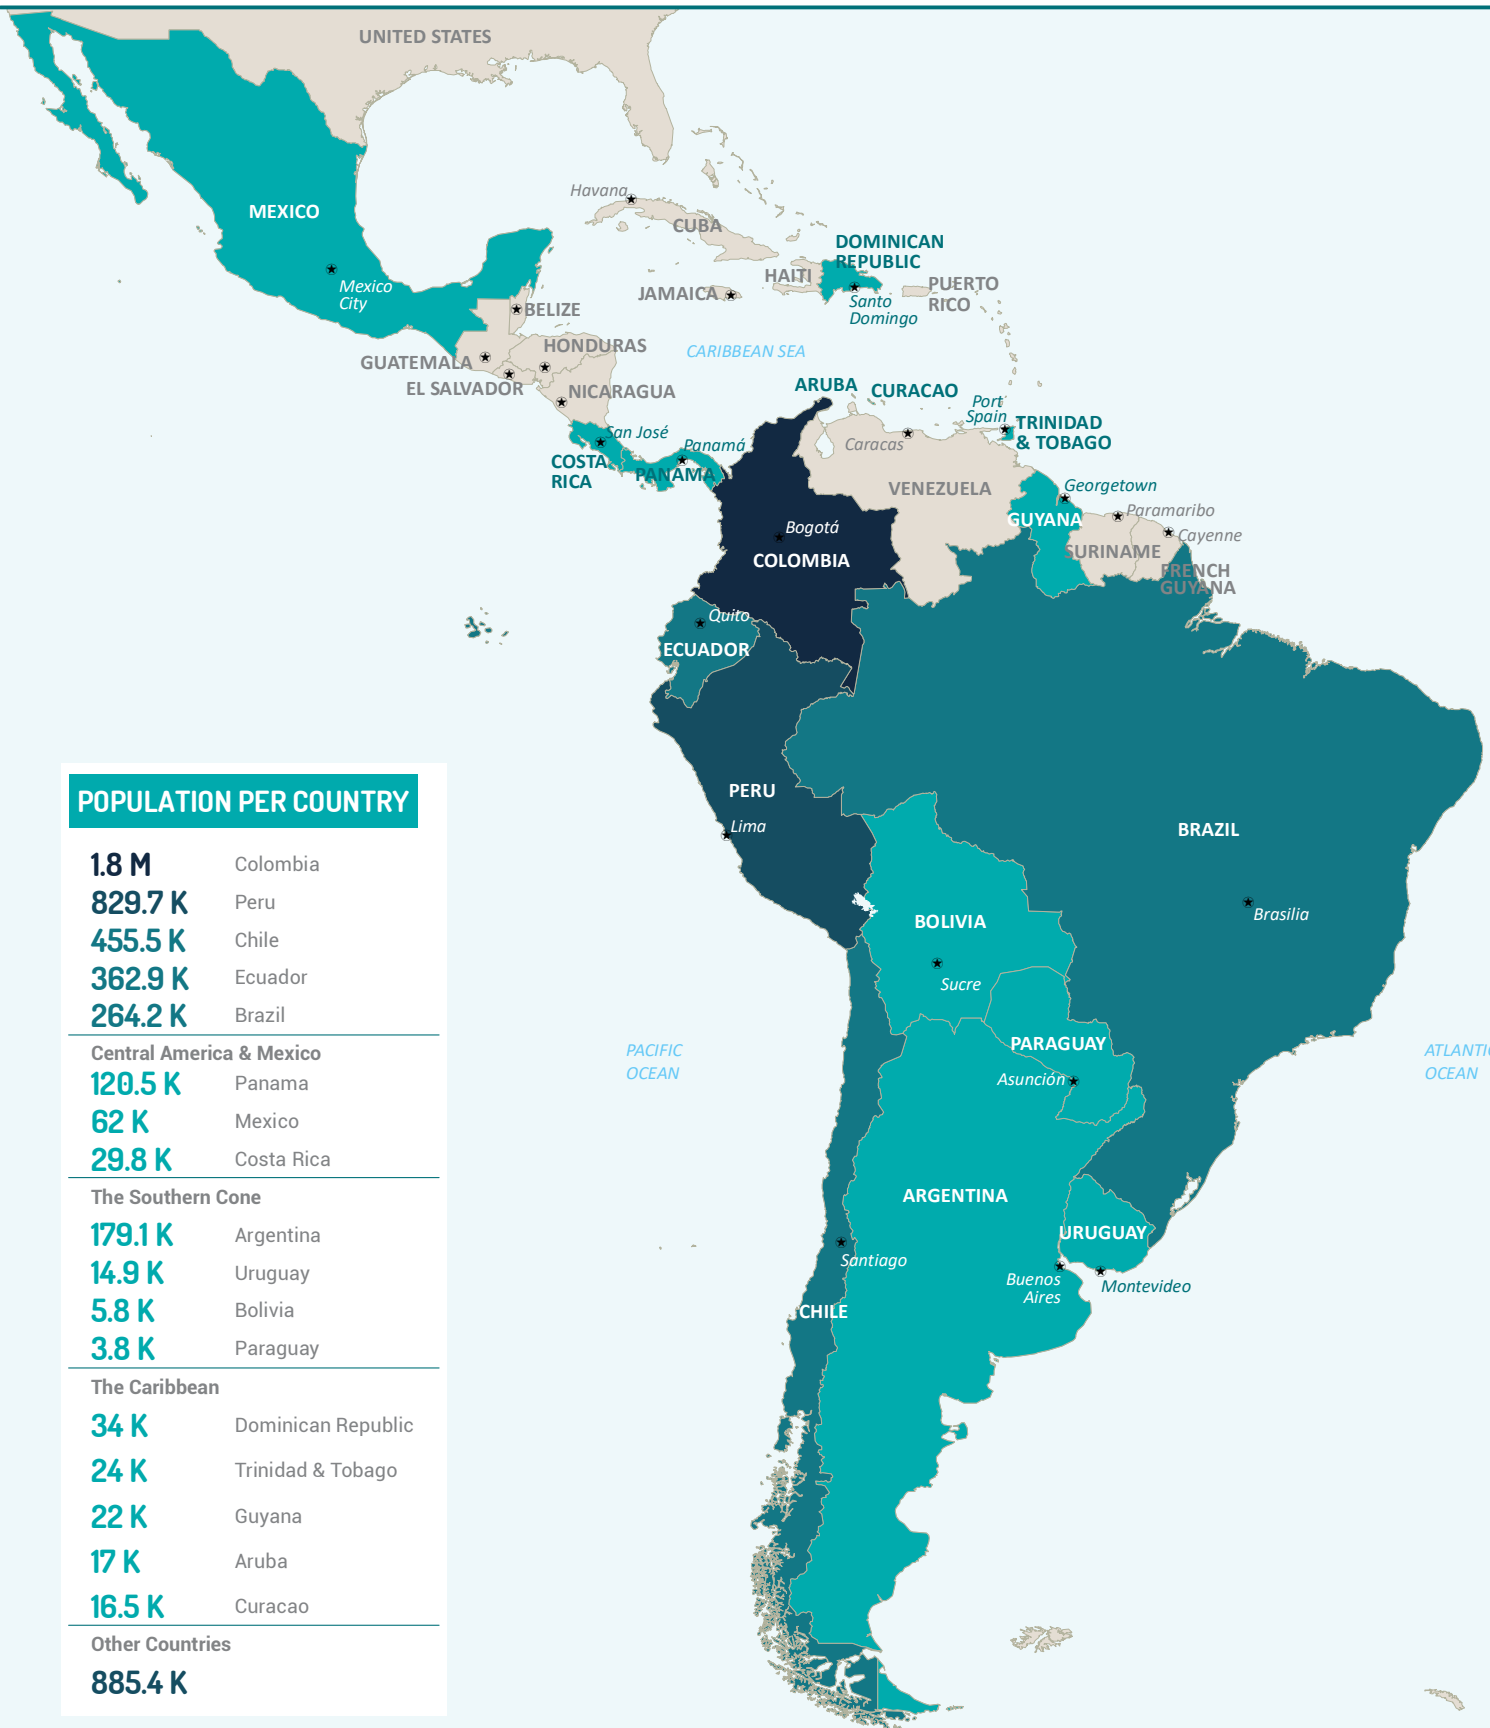 UNITED STATES
MEXICO
Mexico
City
Havana
CUBA
DOMINICAN
REPUBLIC
HAITI
JAMAICA
PUERTO
RICO
Santo
Domingo
BELIZE
HONDURAS
GUATEMALA
EL SALVADOR
NICARAGUA
CARIBBEAN SEA
ARUBA
CURACAO
Port
Spain
TRINIDAD
& TOBAGO
San José
Panamá
COSTA
RICA
PANAMA
Caracas
VENEZUELA
Georgetown
GUYANA
Paramaribo
Cayenne
SURINAME
FRENCH
GUYANA
Bogotá
COLOMBIA
Quito
ECUADOR
PERU
Lima
BRAZIL
Brasilia
BOLIVIA
Sucre
PACIFIC
OCEAN
ATLANTIC
OCEAN
PARAGUAY
Asunción
ARGENTINA
URUGUAY
Santiago
Buenos
Aires
Montevideo
CHILE
POPULATION PER COUNTRY
1.8 M Colombia
829.7 K Peru
455.5 K Chile
362.9 K Ecuador
264.2 K Brazil
Central America & Mexico
120.5 K Panama
62 K Mexico
29.8 K Costa Rica
The Southern Cone
179.1 K Argentina
14.9 K Uruguay
5.8 K Bolivia
3.8 K Paraguay
The Caribbean
34 K Dominican Republic
24 K Trinidad & Tobago
22 K Guyana
17 K Aruba
16.5 K Curacao
Other Countries
885.4 K